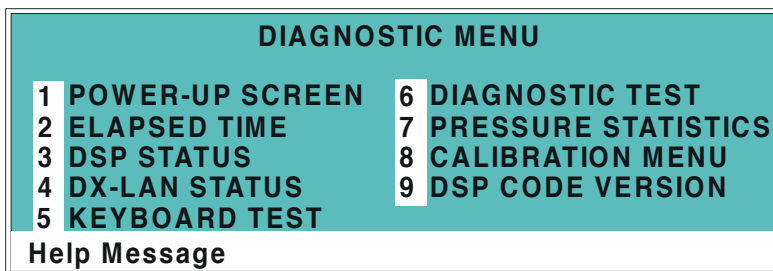 DIAGNOSTIC MENU
1 POWER-UP SCREEN
2 ELAPSED TIME
3 DSP STATUS
4 DX-LAN STATUS
5 KEYBOARD TEST
6 DIAGNOSTIC TEST
7 PRESSURE STATISTICS
8 CALIBRATION MENU
9 DSP CODE VERSION
Help Message